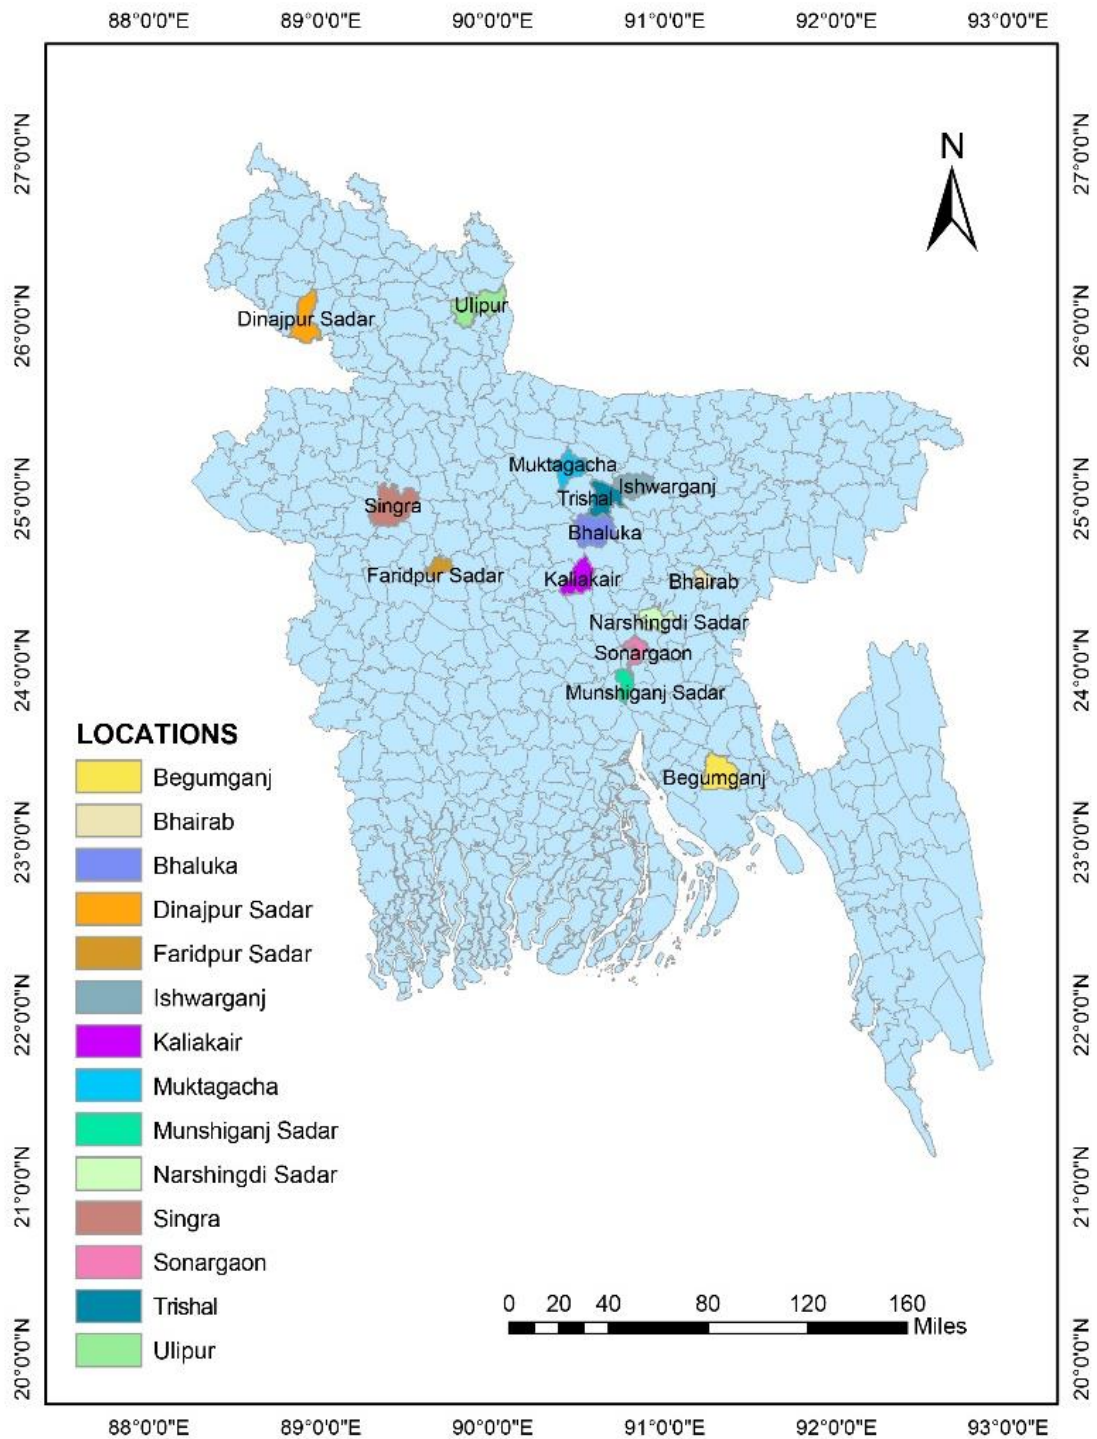 88°0'0"E 89°0'0"E 90°0'0"E 91°0'0"E 92°0'0"E 93°0'0"E
27°0'0"N
26°0'0"N
25°0'0"N
24°0'0"N
23°0'0"N
22°0'0"N
21°0'0"N
20°0'0"N
27°0'0"N
26°0'0"N
25°0'0"N
24°0'0"N
23°0'0"N
22°0'0"N
21°0'0"N
20°0'0"N
N
Ulipur
Dinajpur Sadar
Muktagacha
Ishwarganj
Trishal
Singra
Bhaluka
Faridpur Sadar
Kaliakair
Bhairab
Narshingdi Sadar
Sonargaon
Munshiganj Sadar
Begumganj
LOCATIONS
Begumganj
Bhairab
Bhaluka
Dinajpur Sadar
Faridpur Sadar
Ishwarganj
Kaliakair
Muktagacha
Munshiganj Sadar
Narshingdi Sadar
Singra
Sonargaon
Trishal
Ulipur
0 20 40 80 120 160
Miles
88°0'0"E 89°0'0"E 90°0'0"E 91°0'0"E 92°0'0"E 93°0'0"E